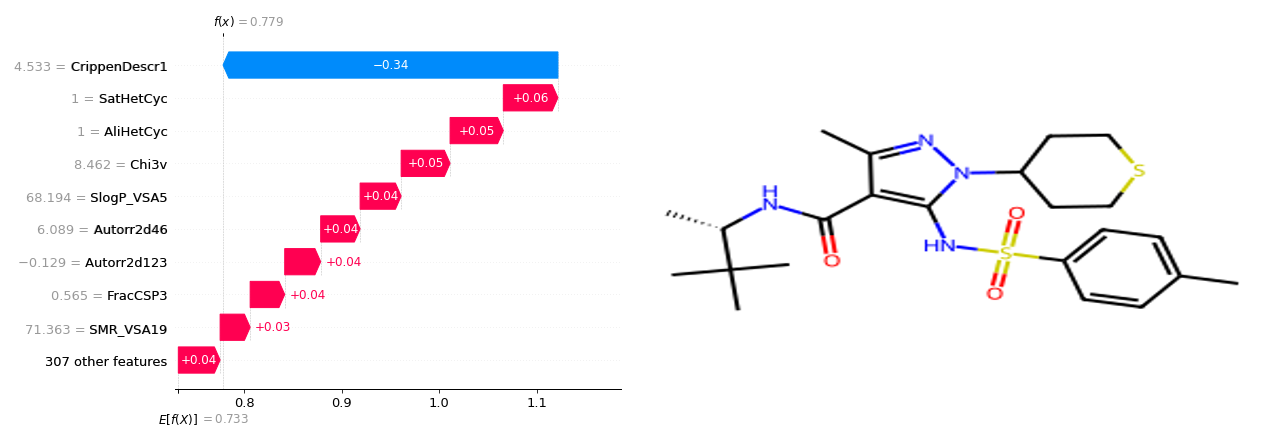 f(x) = 0.779
4.533 = CrippenDescr1
−0.34
1 = SatHetCyc
+0.06
1 = AliHetCyc
+0.05
8.462 = Chi3v
+0.05
68.194 = SlogP_VSA5
+0.04
6.089 = Autorr2d46
+0.04
−0.129 = Autorr2d123
+0.04
0.565 = FracCSP3
+0.04
71.363 = SMR_VSA19
+0.03
307 other features
+0.04
0.8 0.9 1.0 1.1
E[f(X)] = 0.733
N
N
S
H
N
O
HN
O
S
O